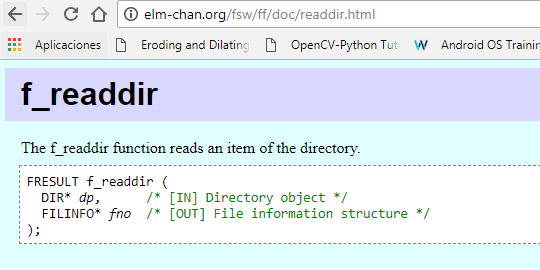 elm-chan.org/fsw/ff/doc/readdir.html
Aplicaciones Eroding and Dilating OpenCV-Python Tut Android OS Trainin
f_readdir
The f_readdir function reads an item of the directory.
FRESULT f_readdir (
  DIR* dp,      /* [IN] Directory object */
  FILINFO* fno  /* [OUT] File information structure */
);